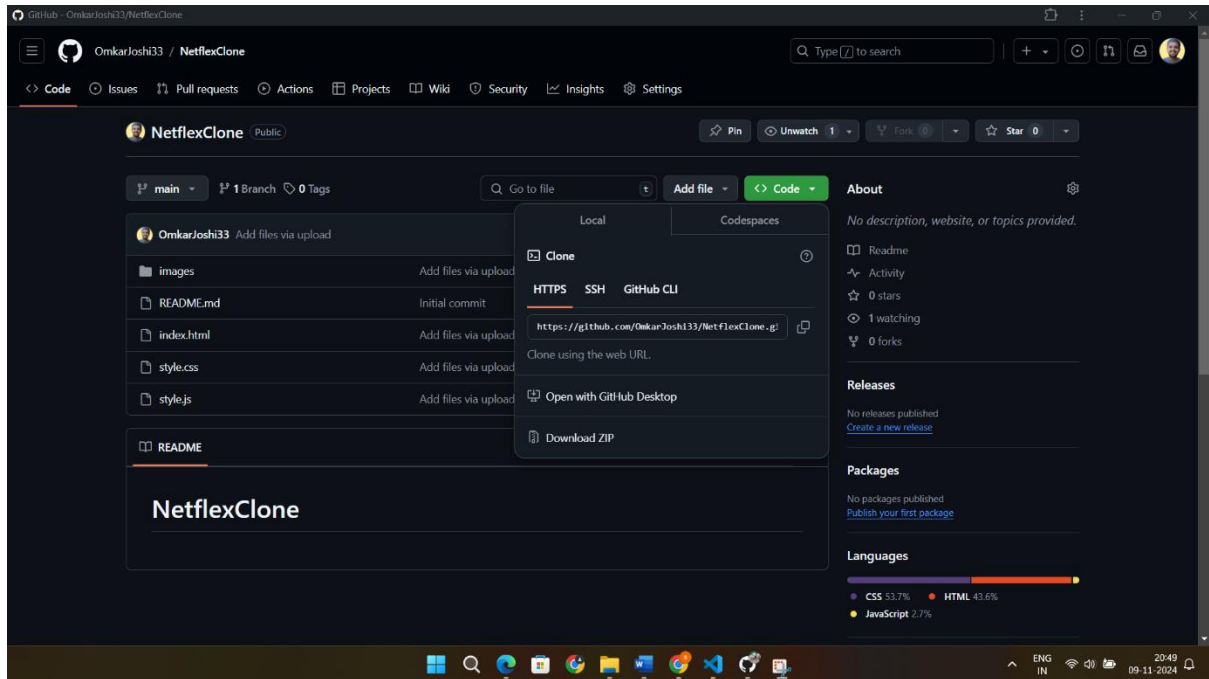 GitHub - OmkarJoshi33/NetflexClone
OmkarJoshi33 / NetflexClone
Type / to search
Code Issues Pull requests Actions Projects Wiki Security Insights Settings
NetflexClone Public
Pin Unwatch 1 Fork 0 Star 0
main 1 Branch 0 Tags
Go to file t Add file Code
About
No description, website, or topics provided.
Readme
Activity
0 stars
1 watching
0 forks
Releases
No releases published
Create a new release
Packages
No packages published
Publish your first package
Languages
CSS 53.7% HTML 43.6%
JavaScript 2.7%
OmkarJoshi33 Add files via upload
images Add files via upload
README.md Initial commit
index.html Add files via upload
style.css Add files via upload
style.js Add files via upload
Local Codespaces
Clone
HTTPS SSH GitHub CLI
https://github.com/OmkarJoshi33/NetflexClone.gi
Clone using the web URL.
Open with GitHub Desktop
Download ZIP
README
NetflexClone
ENG 20:49
IN 09-11-2024